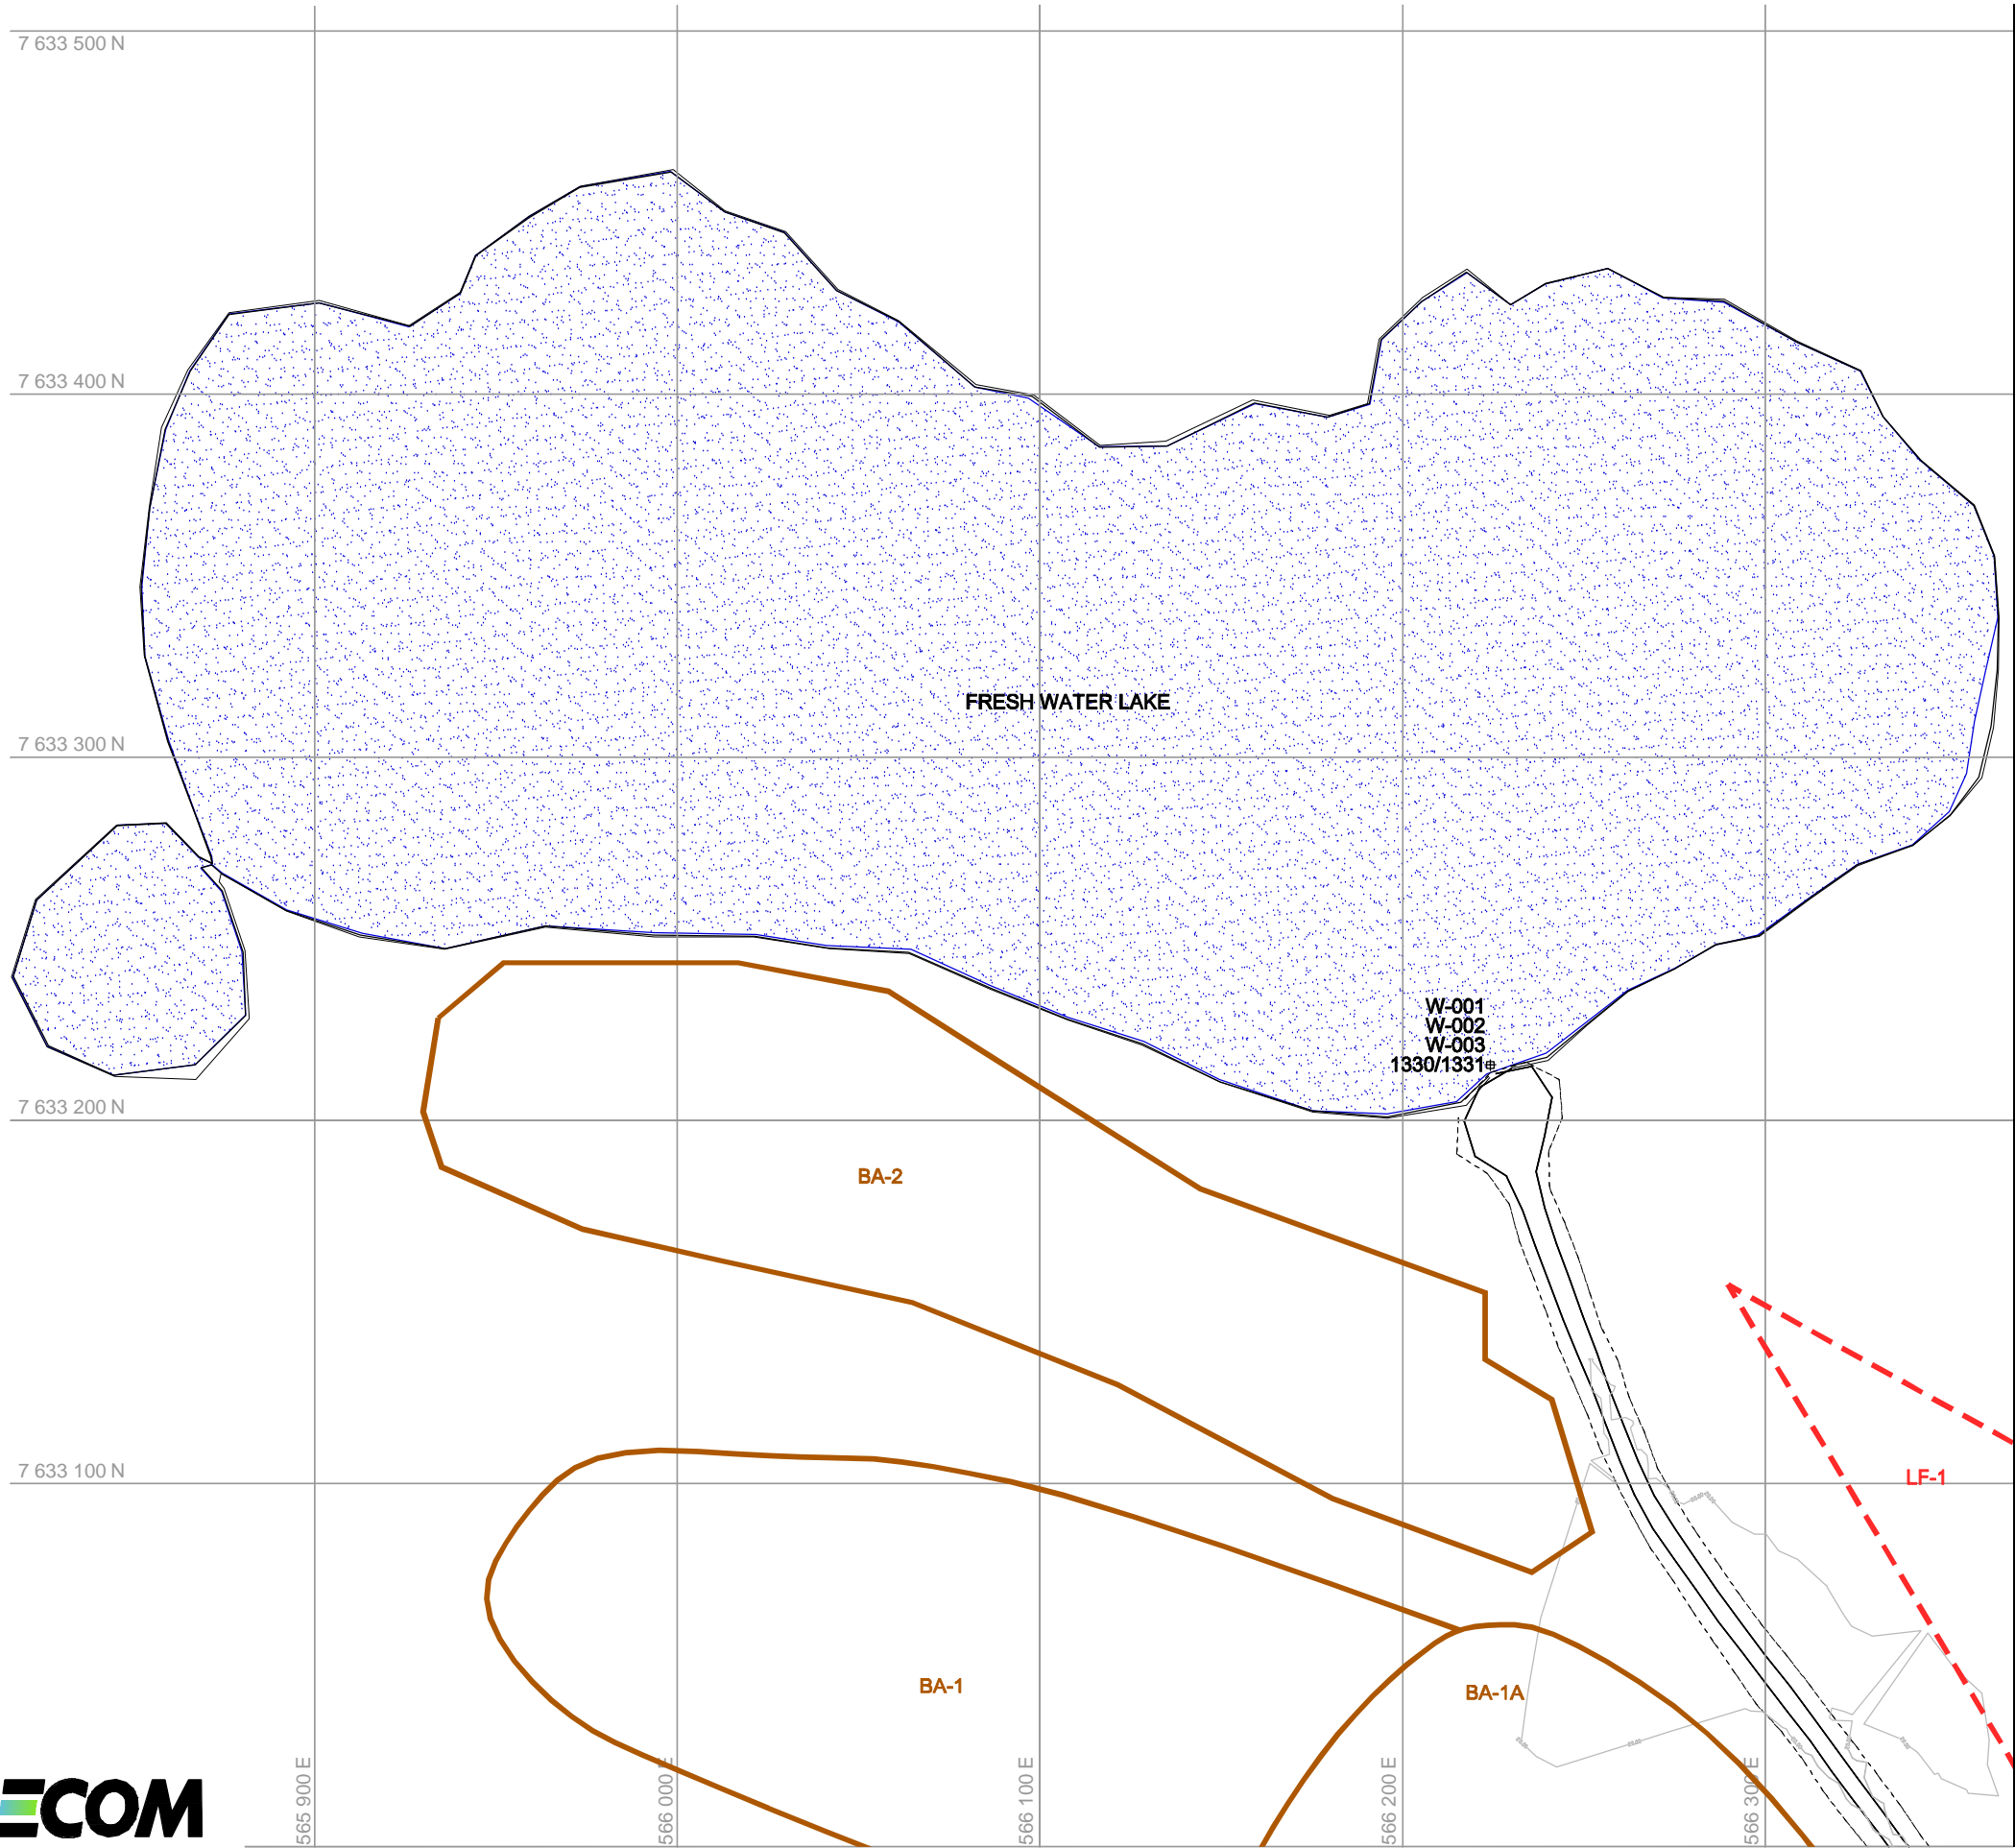 7 633 500 N
7 633 400 N
FRESH WATER LAKE
7 633 300 N
W-001
W-002
W-003
1330/1331
7 633 200 N
BA-2
7 633 100 N
LF-1
BA-1
BA-1A
565 900 E
566 000 E
566 100 E
566 200 E
566 300 E
ECOM